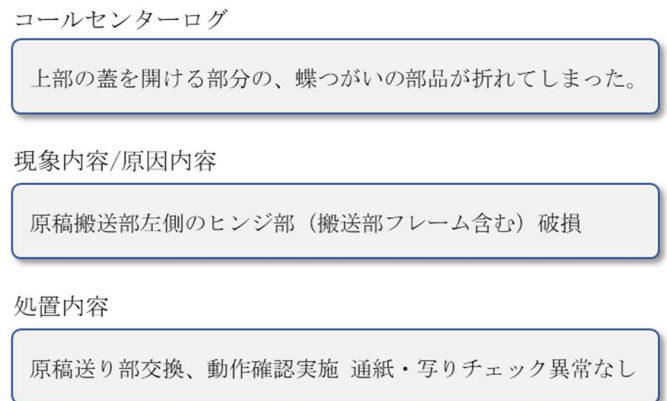 コールセンターログ
上部の蓋を開ける部分の、蝶つがいの部品が折れてしまった。
現象内容/原因内容
原稿搬送部左側のヒンジ部（搬送部フレーム含む）破損
処置内容
原稿送り部交換、動作確認実施 通紙・写りチェック異常なし